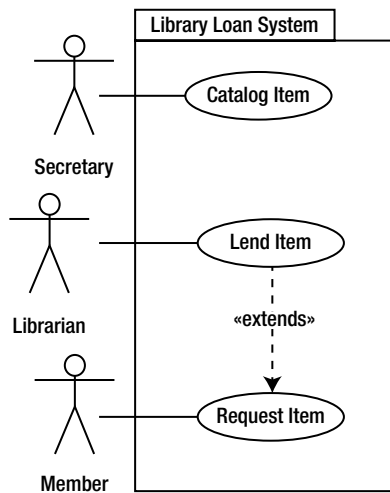 Library Loan System
Catalog Item
Secretary
Lend Item
Librarian
«extends»
Request Item
Member